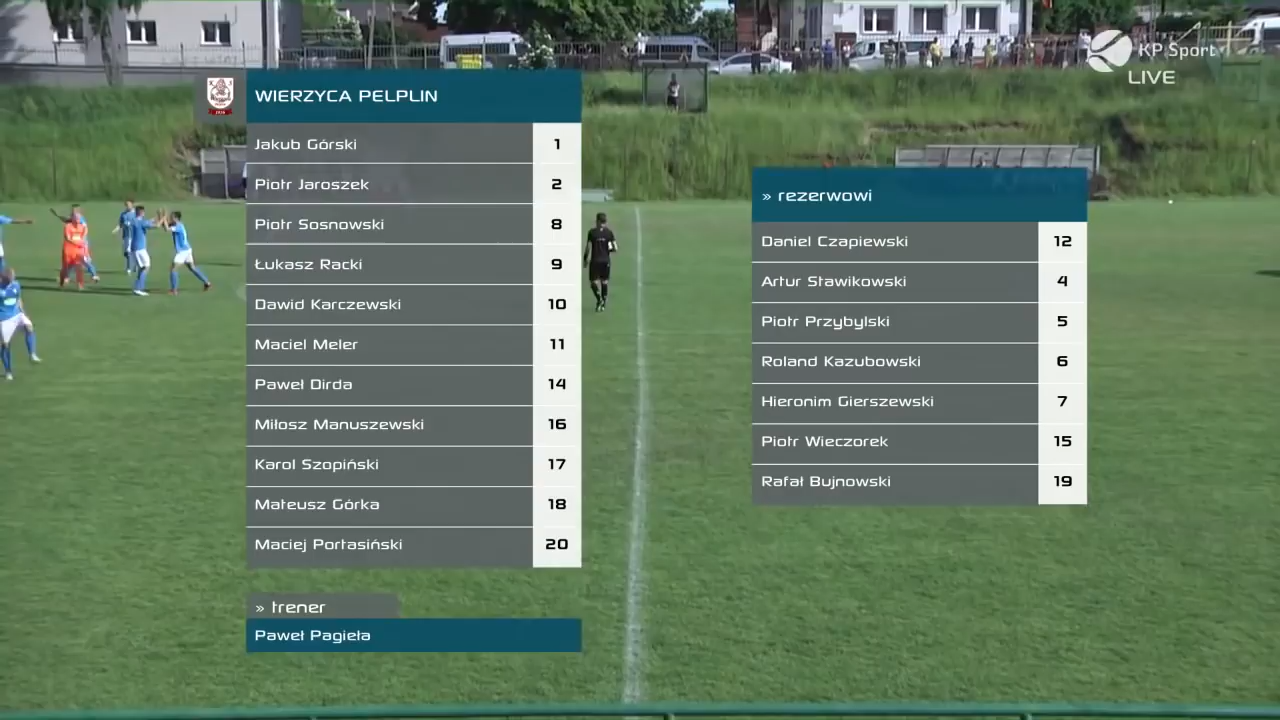 KP Sport
LIVE
WIERZYCA PELPLIN
Jakub Górski 1
Piotr Jaroszek 2
Piotr Sosnowski 8
Łukasz Racki 9
Dawid Karczewski 10
Maciel Meler 11
Paweł Dirda 14
Miłosz Manuszewski 16
Karol Szopiński 17
Mateusz Górka 18
Maciej Portasiński 20
» trener
Paweł Pagieła
» rezerwowi
Daniel Czapiewski 12
Artur Stawikowski 4
Piotr Przybylski 5
Roland Kazubowski 6
Hieronim Gierszewski 7
Piotr Wieczorek 15
Rafał Bujnowski 19